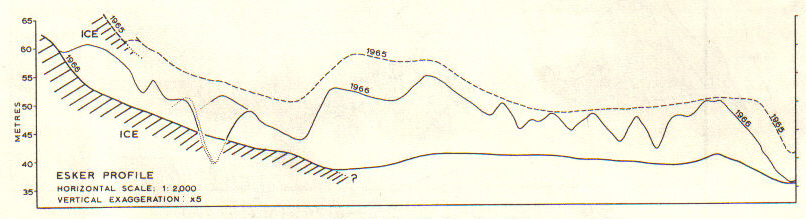 65
60
55
50
45
40
35
METRES
1965
ICE
1966
ICE
1965
1966
1965
1966
?
ESKER PROFILE
HORIZONTAL SCALE; 1: 2,000
VERTICAL EXAGGERATION: x5